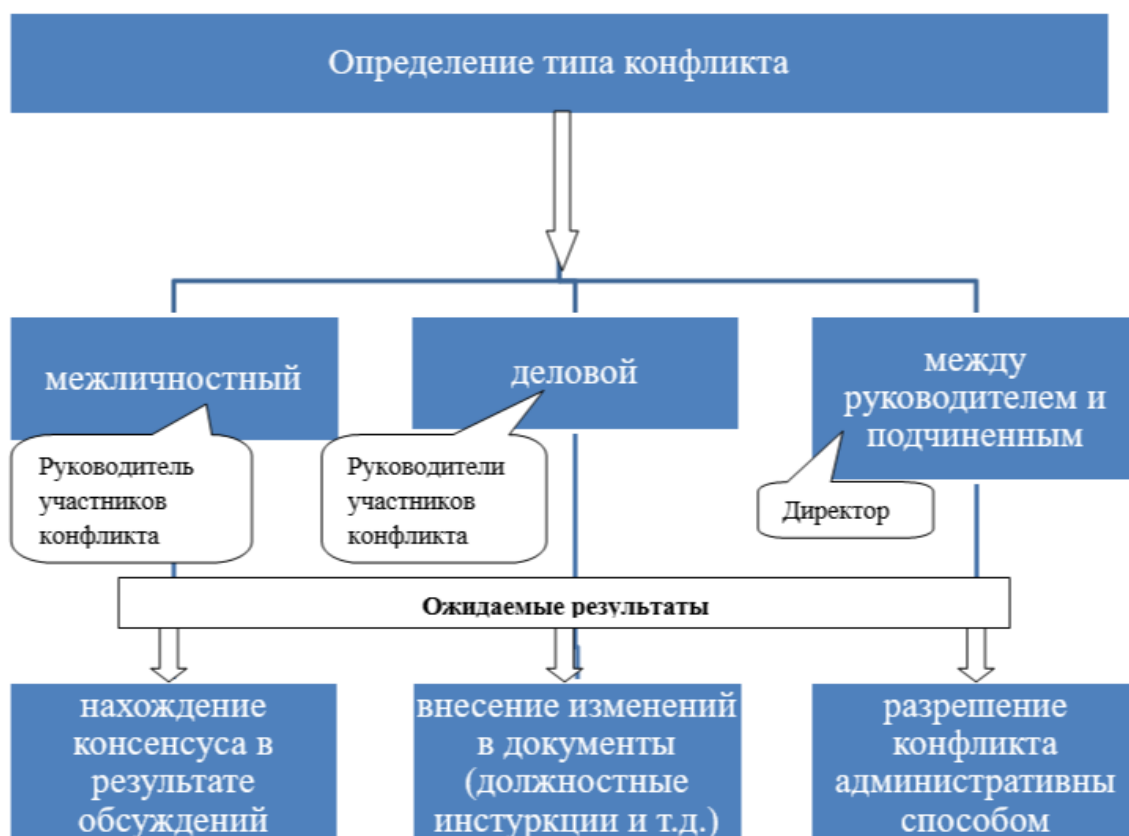 Определение типа конфликта
межличностный
деловой
между
руководителем и
подчиненным
Руководитель
участников
конфликта
Руководители
участников
конфликта
Директор
Ожидаемые результаты
нахождение
консенсуса в
результате
обсуждений
внесение изменений
в документы
(должностные
инстуркции и т.д.)
разрешение
конфликта
административны
способом